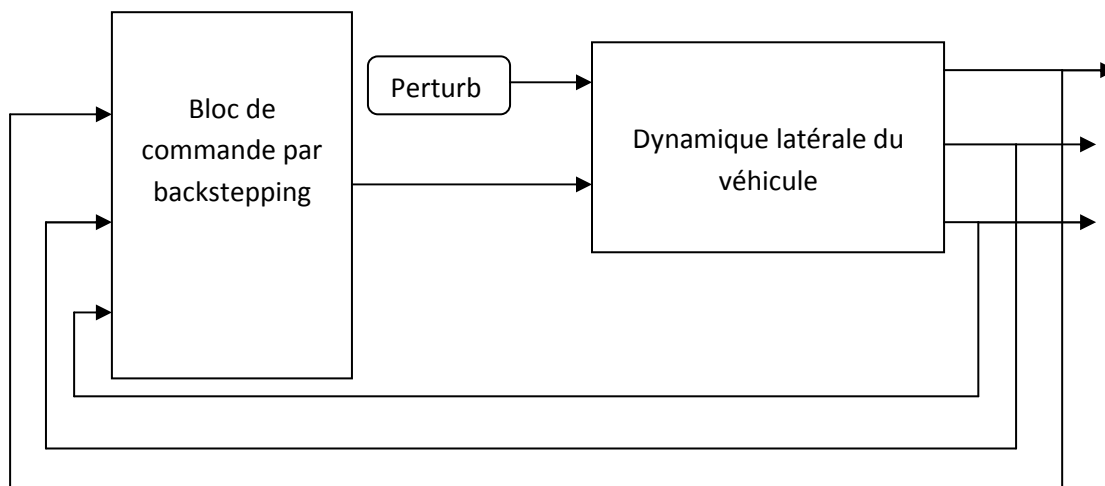 Bloc de
commande par
backstepping
Perturb
Dynamique latérale du
véhicule